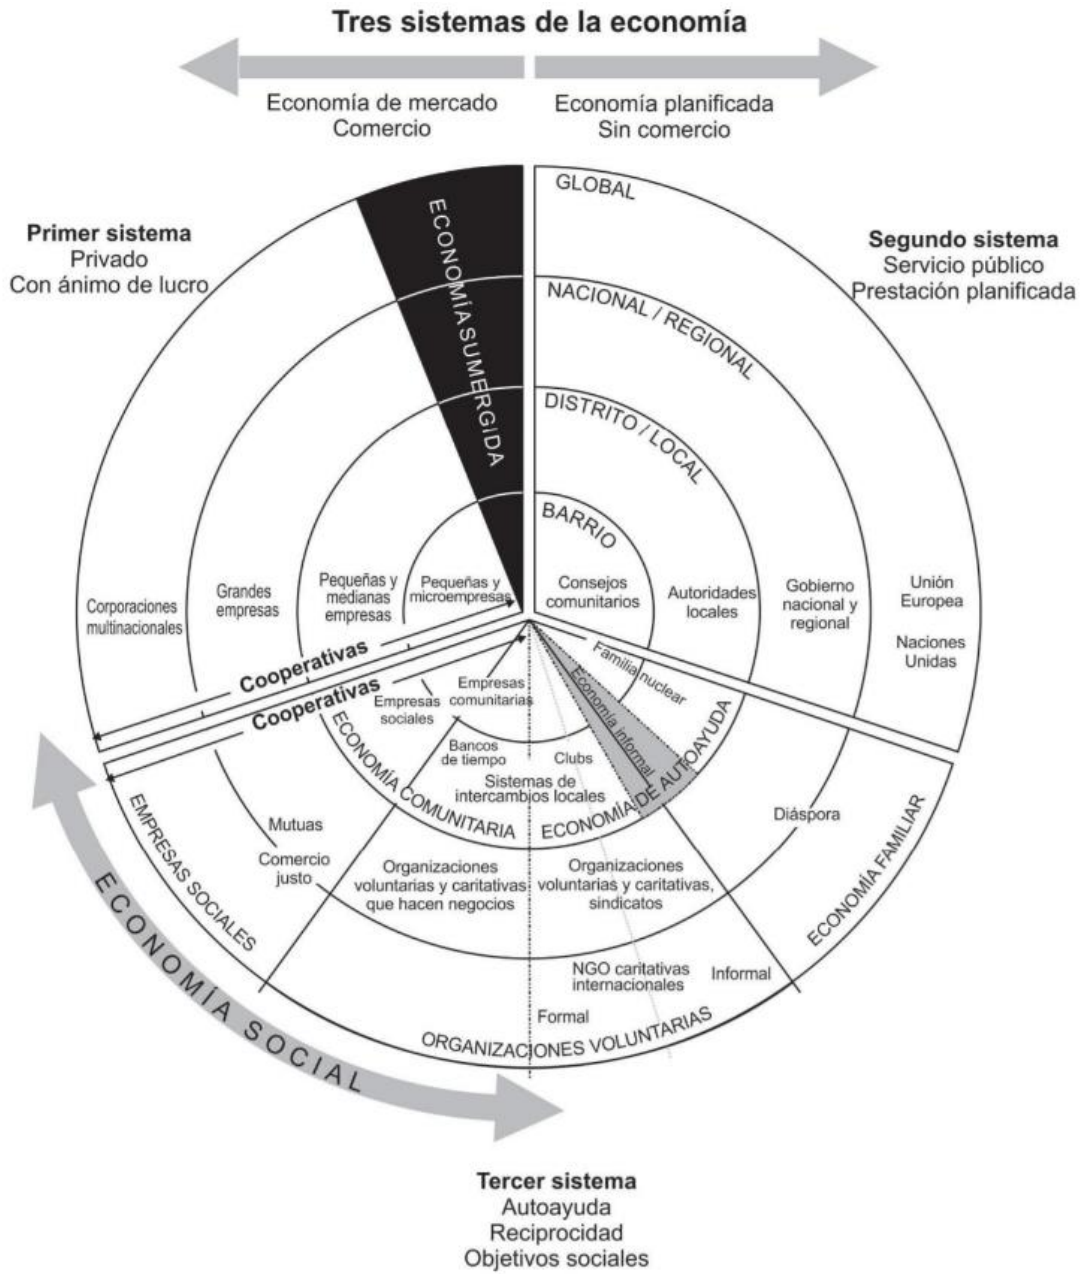 Tres sistemas de la economía
Economía de mercado
Comercio
Economía planificada
Sin comercio
Primer sistema
Privado
Con ánimo de lucro
Segundo sistema
Servicio público
Prestación planificada
ECONOMÍA SUMERGIDA
GLOBAL
NACIONAL / REGIONAL
DISTRITO / LOCAL
BARRIO
Corporaciones
multinacionales
Grandes
empresas
Pequeñas y
medianas
empresas
Pequeñas y
microempresas
Consejos
comunitarios
Autoridades
locales
Gobierno
nacional y
regional
Unión
Europea
Naciones
Unidas
Cooperativas
Cooperativas
Empresas
sociales
Empresas
comunitarias
Familia nuclear
Economía informal
Bancos
de tiempo
Clubs
Sistemas de
intercambios locales
ECONOMÍA COMUNITARIA
ECONOMÍA DE AUTOAYUDA
Mutuas
Comercio
justo
Organizaciones
voluntarias y caritativas
que hacen negocios
Organizaciones
voluntarias y caritativas,
sindicatos
Diáspora
EMPRESAS SOCIALES
ECONOMÍA FAMILIAR
NGO caritativas
internacionales
Informal
Formal
ORGANIZACIONES VOLUNTARIAS
ECONOMÍA SOCIAL
Tercer sistema
Autoayuda
Reciprocidad
Objetivos sociales